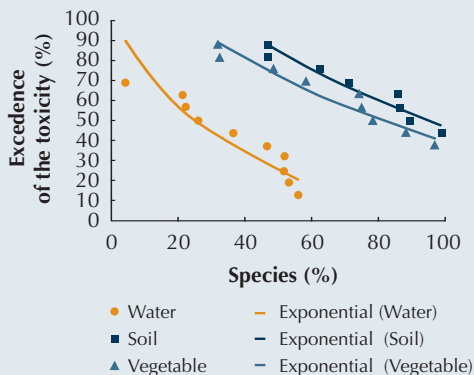 Excedence
of the toxicity (%)
100
90
80
70
60
50
40
30
20
10
0
0 20 40 60 80 100
Species (%)
Water Exponential (Water)
Soil Exponential (Soil)
Vegetable Exponential (Vegetable)